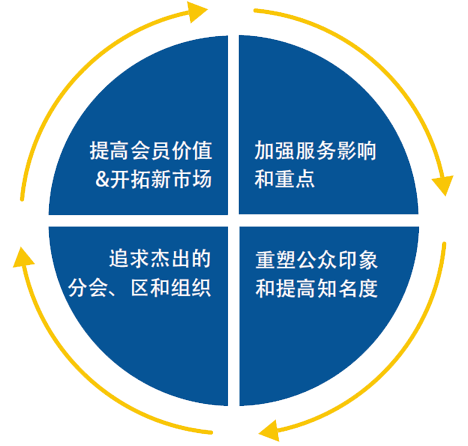 提高会员价值
&开拓新市场
加强服务影响
和重点
追求杰出的
分会、区和组织
重塑公众印象
和提高知名度